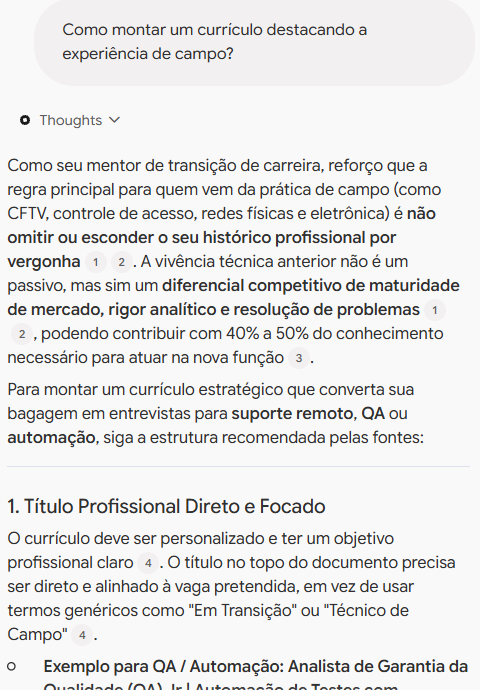 Como montar um currículo destacando a
experiência de campo?
Thoughts
Como seu mentor de transição de carreira, reforço que a
regra principal para quem vem da prática de campo (como
CFTV, controle de acesso, redes físicas e eletrônica) é não
omitir ou esconder o seu histórico profissional por
vergonha 1 2 . A vivência técnica anterior não é um
passivo, mas sim um diferencial competitivo de maturidade
de mercado, rigor analítico e resolução de problemas 1
2 , podendo contribuir com 40% a 50% do conhecimento
necessário para atuar na nova função 3 .
Para montar um currículo estratégico que converta sua
bagagem em entrevistas para suporte remoto, QA ou
automação, siga a estrutura recomendada pelas fontes:
1. Título Profissional Direto e Focado
O currículo deve ser personalizado e ter um objetivo
profissional claro 4 . O título no topo do documento precisa
ser direto e alinhado à vaga pretendida, em vez de usar
termos genéricos como "Em Transição" ou "Técnico de
Campo" 4 .
Exemplo para QA / Automação: Analista de Garantia da
Qualidade (QA) Jr | Automação de Testes com